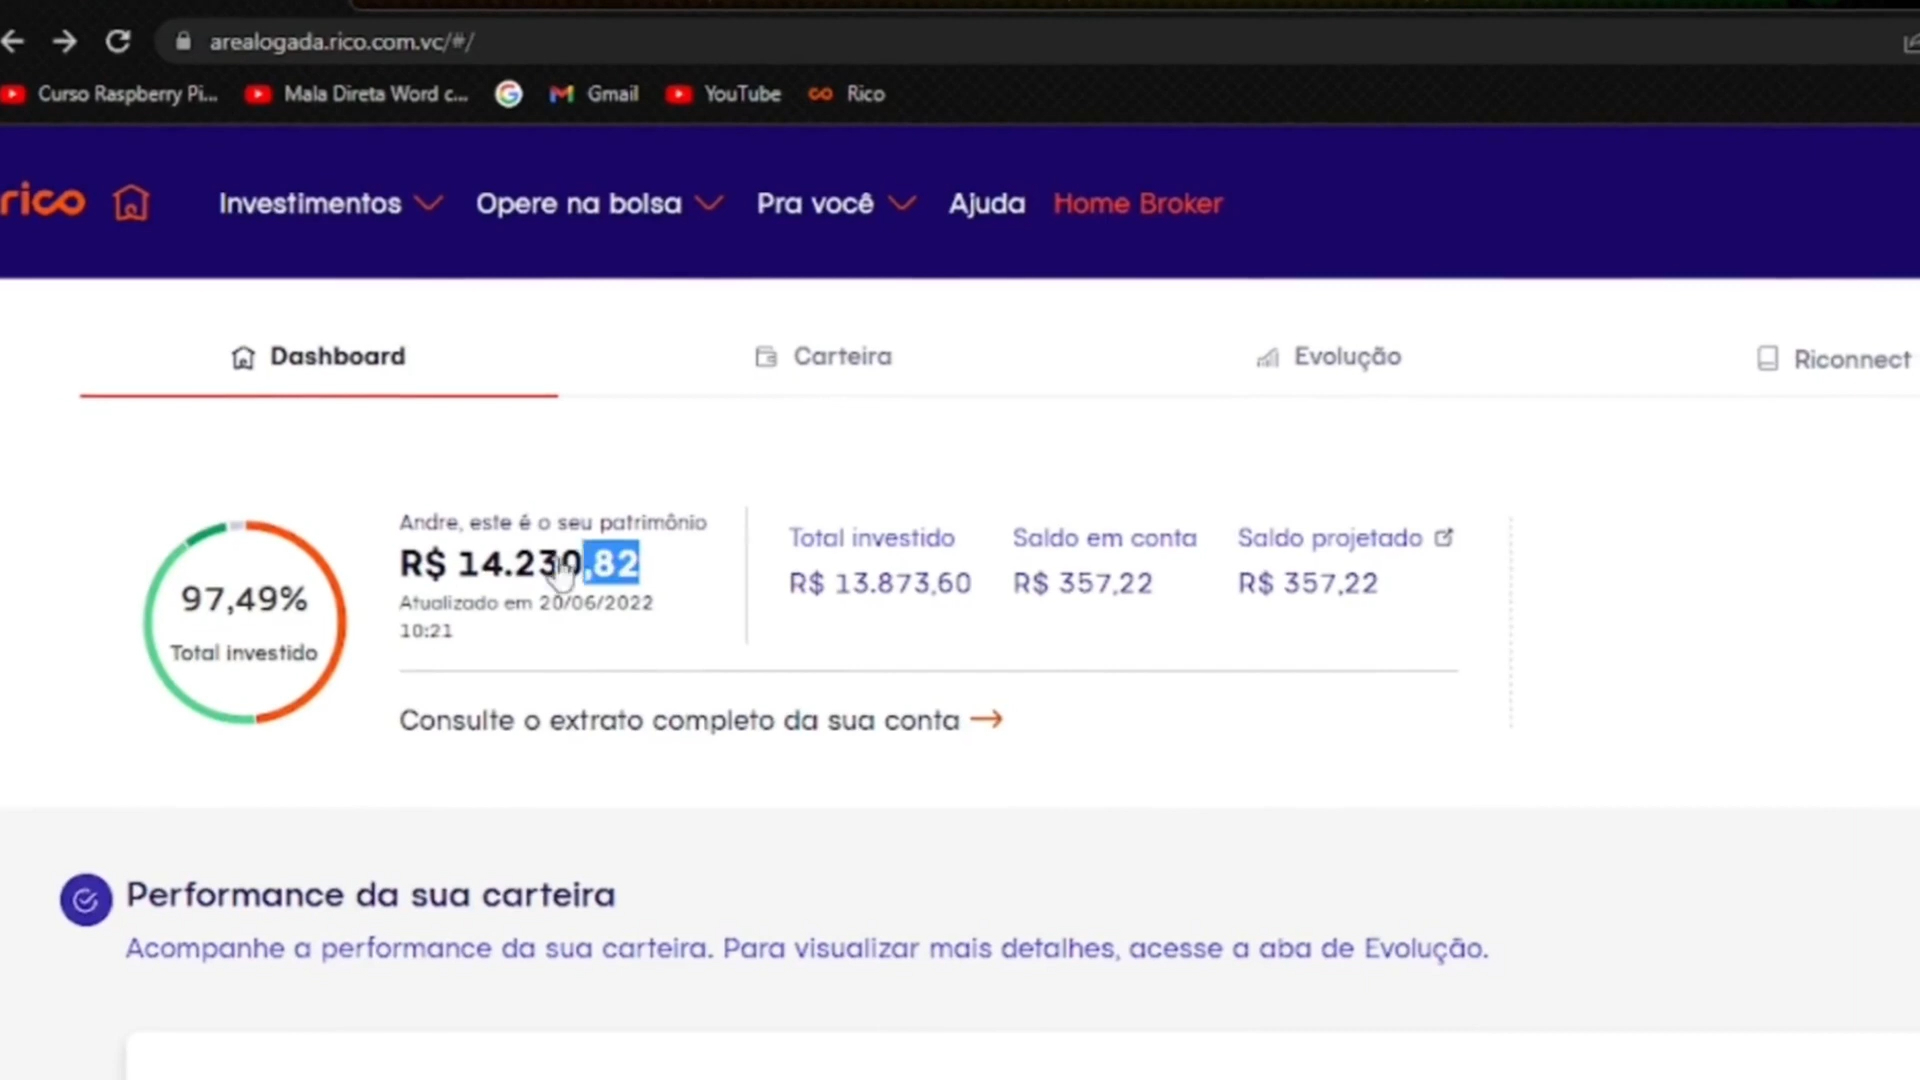 arealogada.rico.com.vc/#/
Curso Raspberry Pi... Mala Direta Word c... Gmail YouTube Rico
rico Investimentos Opere na bolsa Pra você Ajuda Home Broker
Dashboard Carteira Evolução Riconnect
97,49%
Total investido
Andre, este é o seu patrimônio
R$ 14.230,82
Atualizado em 20/06/2022
10:21
Total investido
R$ 13.873,60
Saldo em conta
R$ 357,22
Saldo projetado
R$ 357,22
Consulte o extrato completo da sua conta
Performance da sua carteira
Acompanhe a performance da sua carteira. Para visualizar mais detalhes, acesse a aba de Evolução.